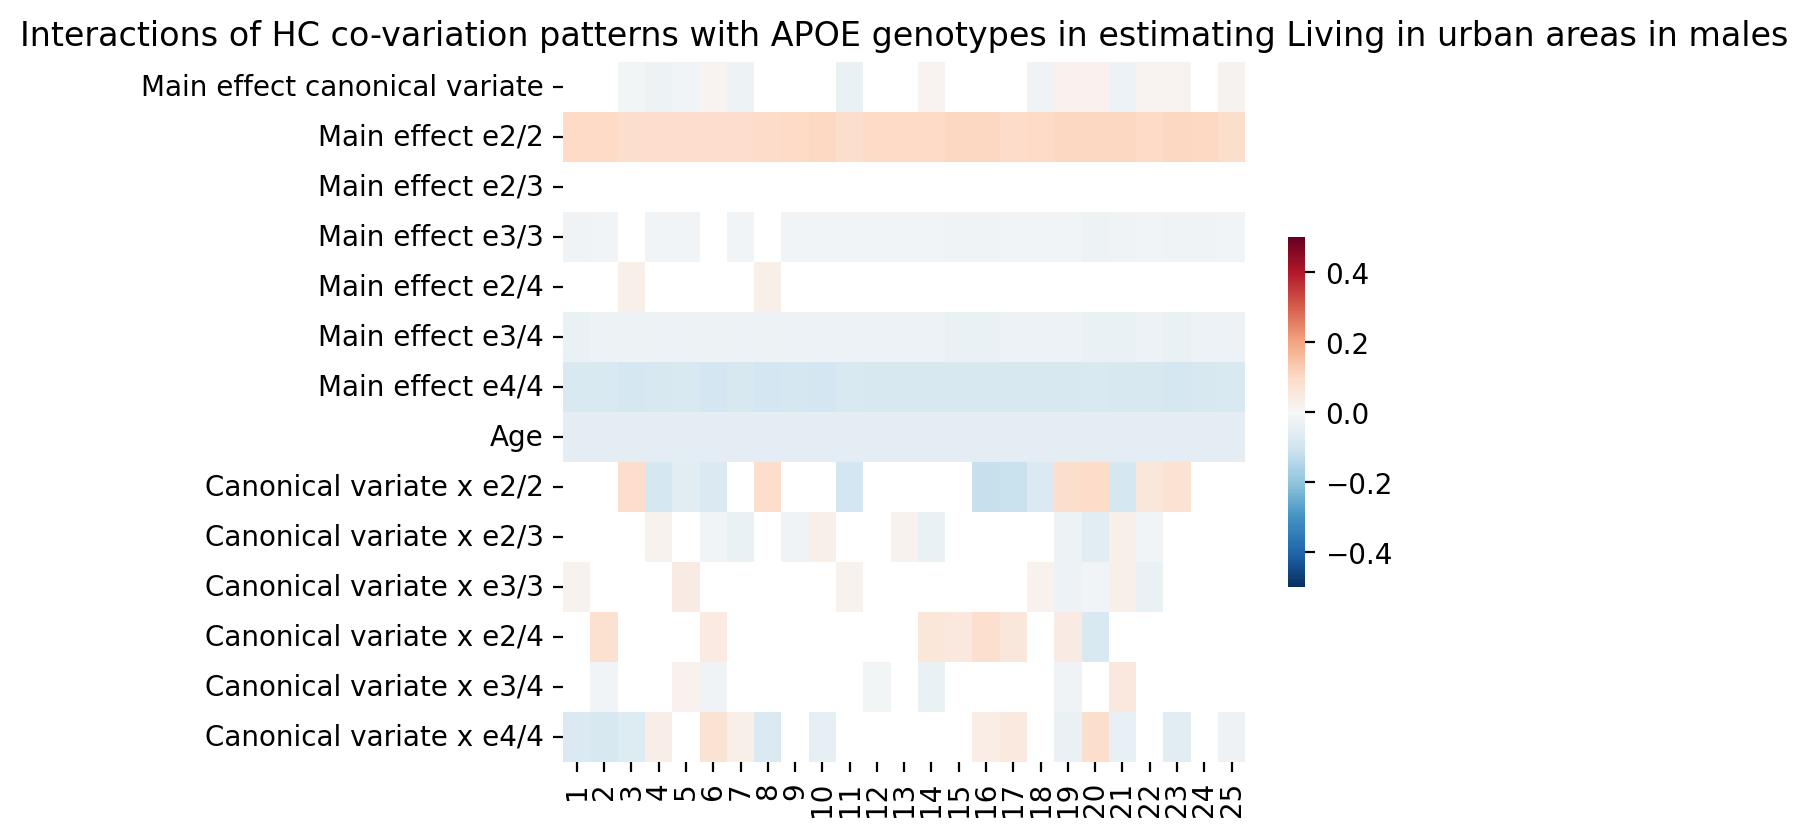 Interactions of HC co-variation patterns with APOE genotypes in estimating Living in urban areas in males
Main effect canonical variate
Main effect e2/2
Main effect e2/3
Main effect e3/3
Main effect e2/4
Main effect e3/4
Main effect e4/4
Age
Canonical variate x e2/2
Canonical variate x e2/3
Canonical variate x e3/3
Canonical variate x e2/4
Canonical variate x e3/4
Canonical variate x e4/4
1 2 3 4 5 6 7 8 9 10 11 12 13 14 15 16 17 18 19 20 21 22 23 24 25
0.4
0.2
0.0
−0.2
−0.4